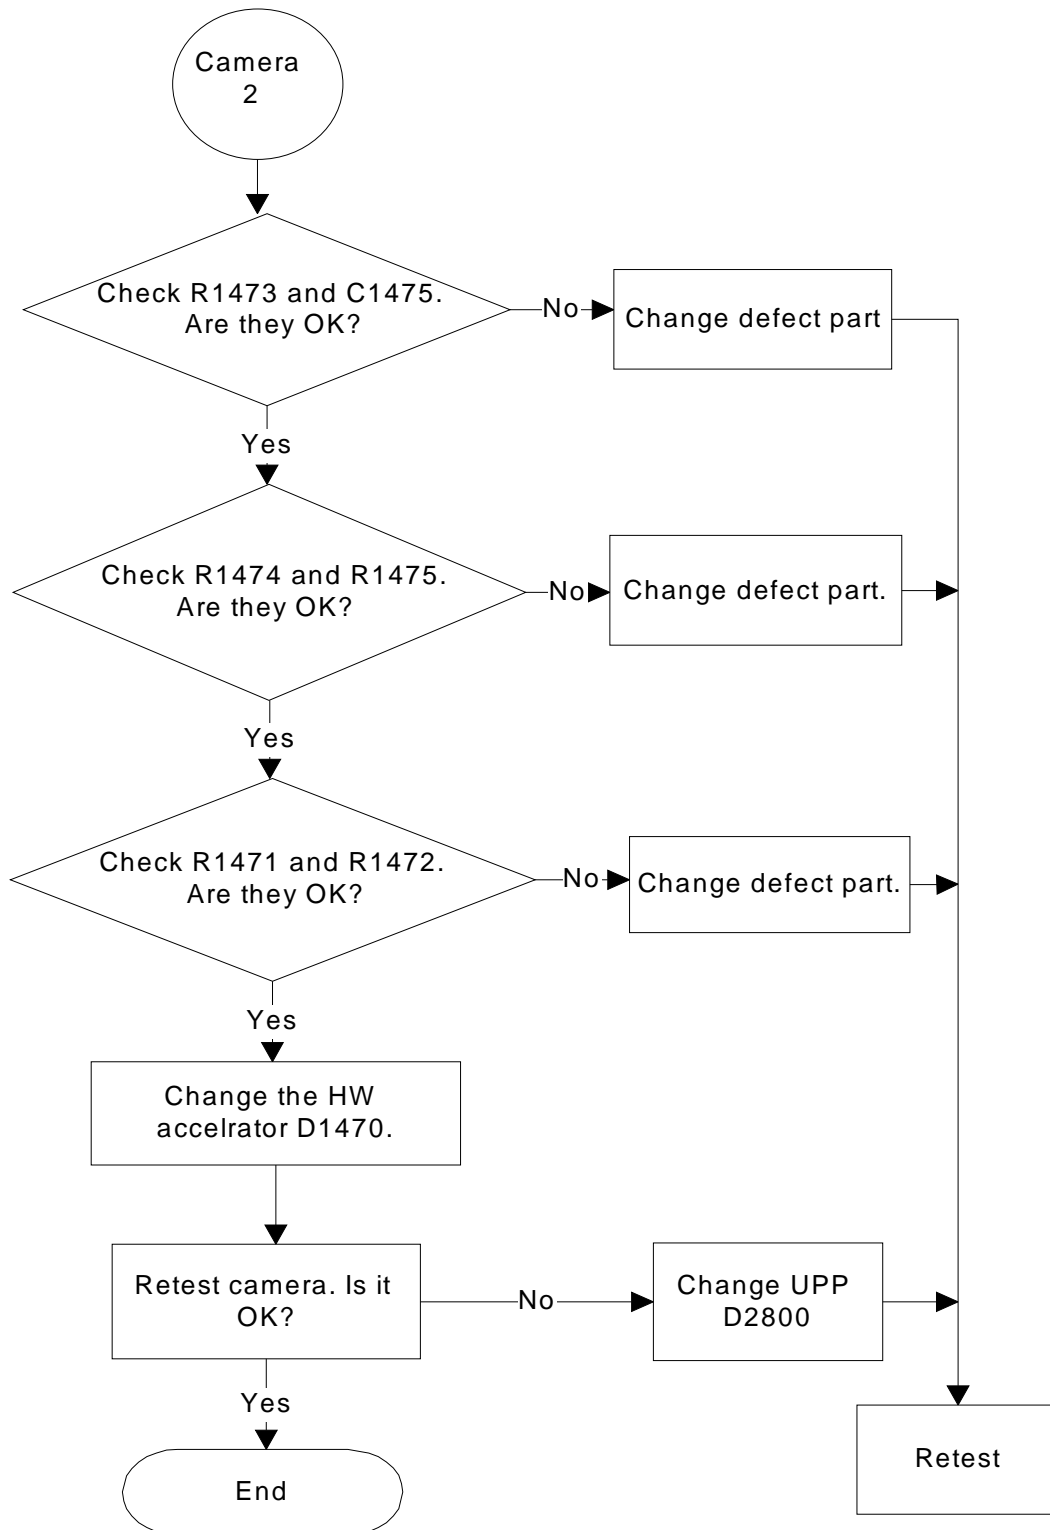 Camera
2
Check R1473 and C1475.
Are they OK?
No
Change defect part
Yes
Check R1474 and R1475.
Are they OK?
No
Change defect part.
Yes
Check R1471 and R1472.
Are they OK?
No
Change defect part.
Yes
Change the HW
accelrator D1470.
Retest camera. Is it
OK?
No
Change UPP
D2800
Yes
End
Retest